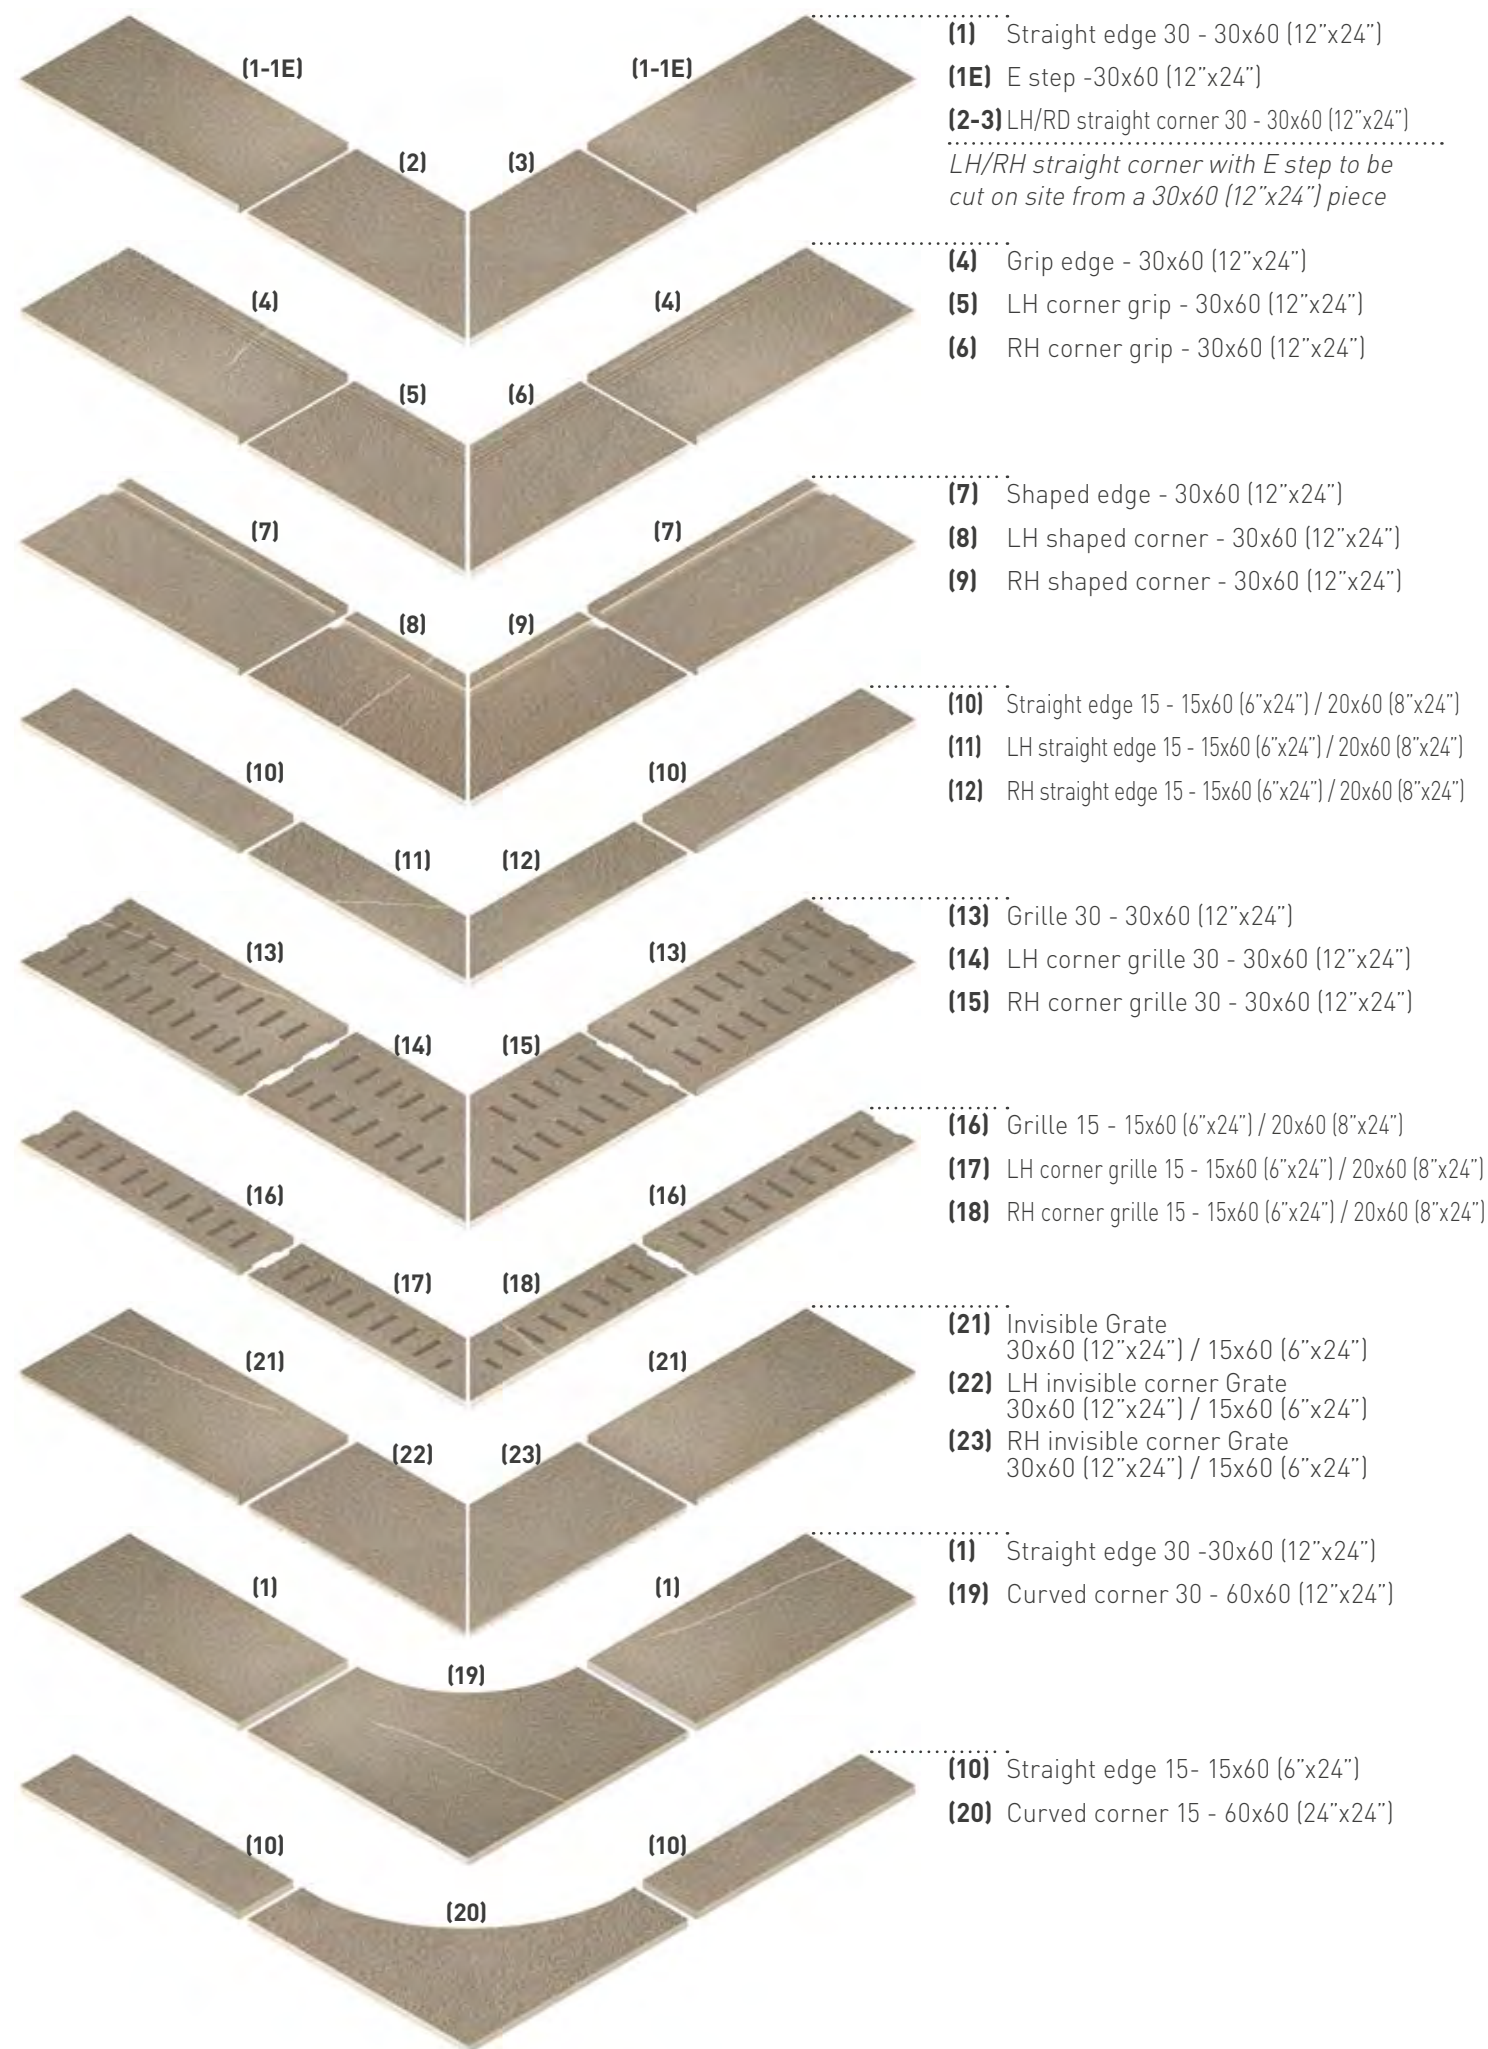 (1-1E) (1-1E)
(2) (3)
(1) Straight edge 30 - 30x60 (12”x24”)
(1E) E step -30x60 (12”x24”)
(2-3) LH/RD straight corner 30 - 30x60 (12”x24”)
LH/RH straight corner with E step to be
cut on site from a 30x60 (12”x24”) piece
(4) (4)
(5) (6)
(4) Grip edge - 30x60 (12”x24”)
(5) LH corner grip - 30x60 (12”x24”)
(6) RH corner grip - 30x60 (12”x24”)
(7) (7)
(8) (9)
(7) Shaped edge - 30x60 (12”x24”)
(8) LH shaped corner - 30x60 (12”x24”)
(9) RH shaped corner - 30x60 (12”x24”)
(10) (10)
(11) (12)
(10) Straight edge 15 - 15x60 (6”x24”) / 20x60 (8”x24”)
(11) LH straight edge 15 - 15x60 (6”x24”) / 20x60 (8”x24”)
(12) RH straight edge 15 - 15x60 (6”x24”) / 20x60 (8”x24”)
(13) (13)
(14) (15)
(13) Grille 30 - 30x60 (12”x24”)
(14) LH corner grille 30 - 30x60 (12”x24”)
(15) RH corner grille 30 - 30x60 (12”x24”)
(16) (16)
(17) (18)
(16) Grille 15 - 15x60 (6”x24”) / 20x60 (8”x24”)
(17) LH corner grille 15 - 15x60 (6”x24”) / 20x60 (8”x24”)
(18) RH corner grille 15 - 15x60 (6”x24”) / 20x60 (8”x24”)
(21) (21)
(22) (23)
(21) Invisible Grate
30x60 (12”x24”) / 15x60 (6”x24”)
(22) LH invisible corner Grate
30x60 (12”x24”) / 15x60 (6”x24”)
(23) RH invisible corner Grate
30x60 (12”x24”) / 15x60 (6”x24”)
(1) (1)
(19)
(1) Straight edge 30 -30x60 (12”x24”)
(19) Curved corner 30 - 60x60 (12”x24”)
(10) (10)
(20)
(10) Straight edge 15- 15x60 (6”x24”)
(20) Curved corner 15 - 60x60 (24”x24”)